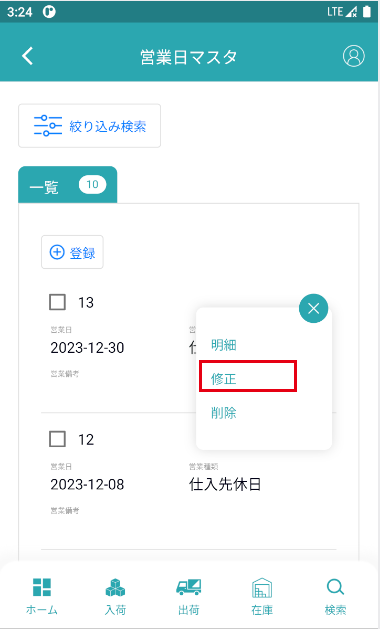 3:24
LTE
営業日マスタ
絞り込み検索
一覧 10
登録
13
営業日
2023-12-30
営業備考
明細
修正
削除
12
営業日 営業種類
2023-12-08 仕入先休日
営業備考
ホーム 入荷 出荷 在庫 検索